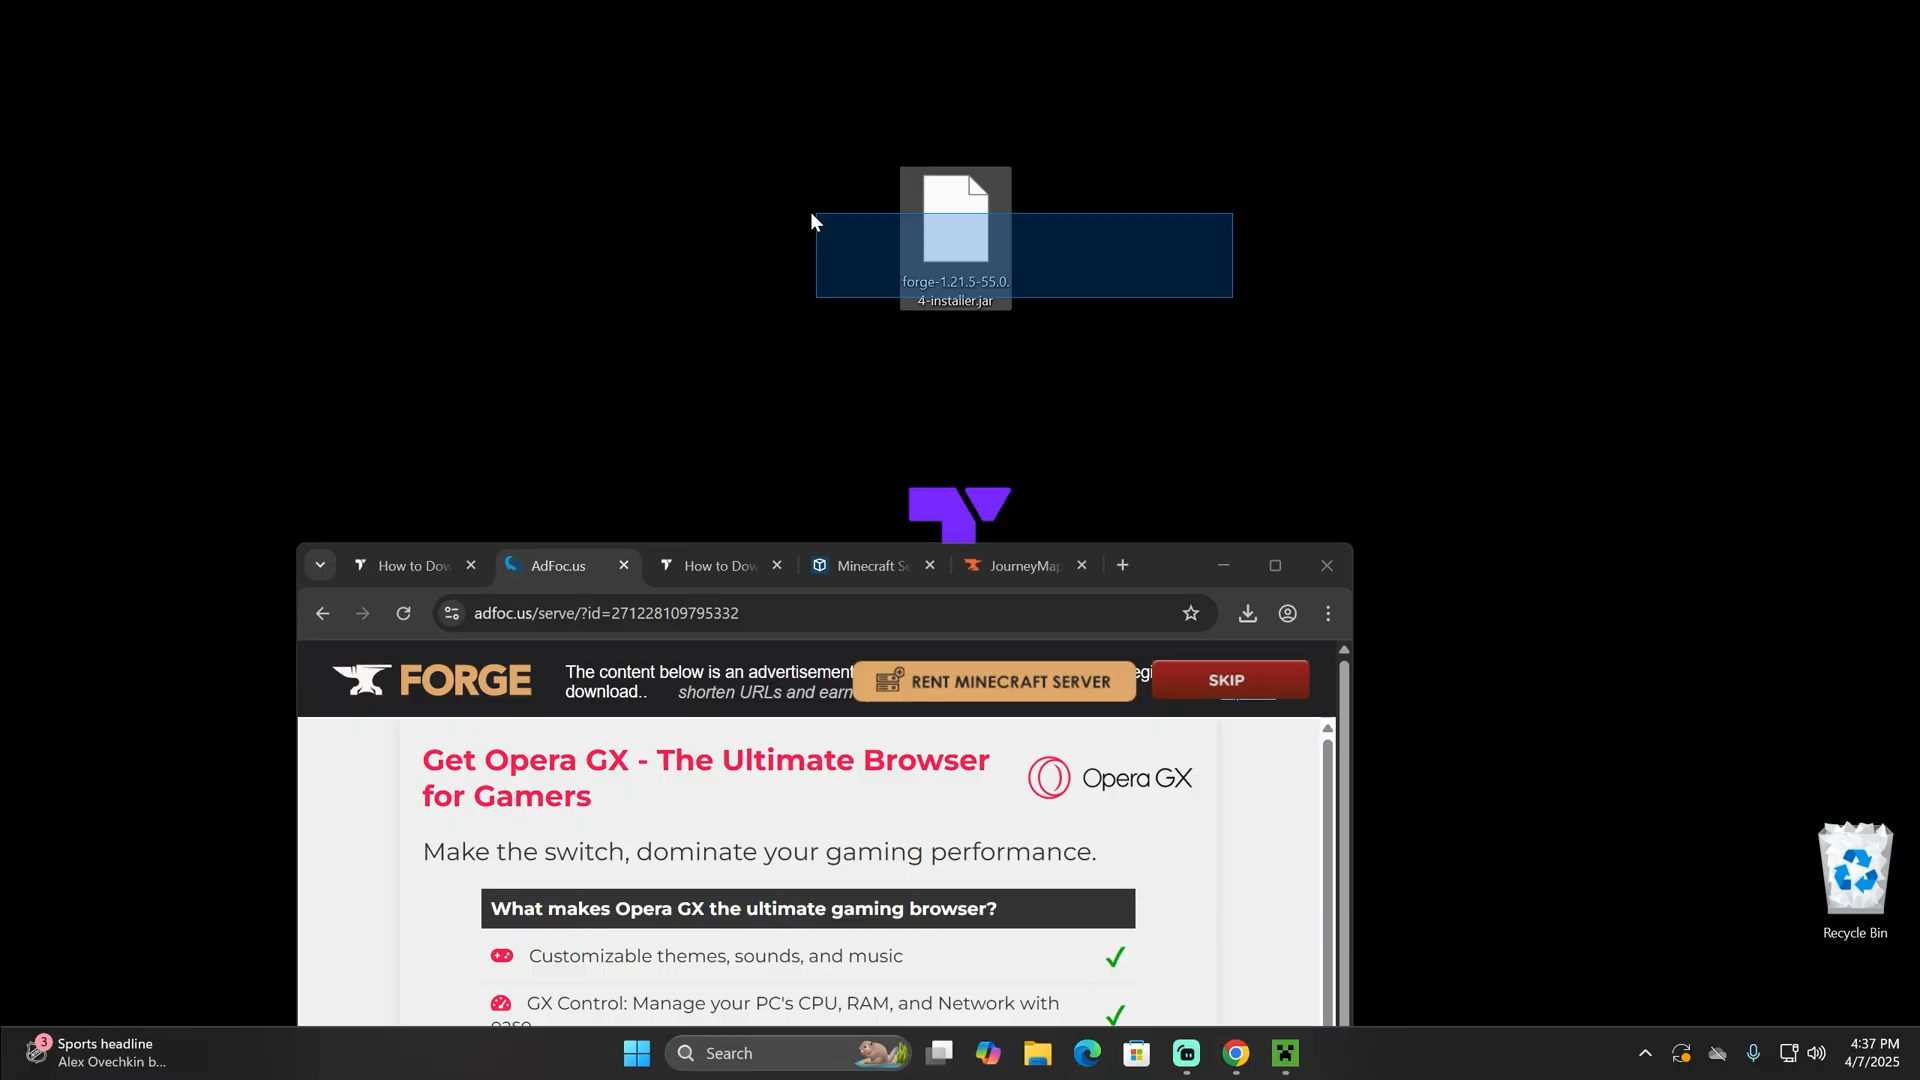 forge-1.21.5-55.0.
4-installer.jar
How to Dow
AdFoc.us
How to Dow
Minecraft Se
JourneyMap
adfoc.us/serve/?id=271228109795332
FORGE
The content below is an advertisement
download.. shorten URLs and earn
RENT MINECRAFT SERVER
SKIP
Get Opera GX - The Ultimate Browser
for Gamers
Opera GX
Make the switch, dominate your gaming performance.
What makes Opera GX the ultimate gaming browser?
Customizable themes, sounds, and music
GX Control: Manage your PC's CPU, RAM, and Network with
ease
Recycle Bin
3
Sports headline
Alex Ovechkin b...
Search
4:37 PM
4/7/2025